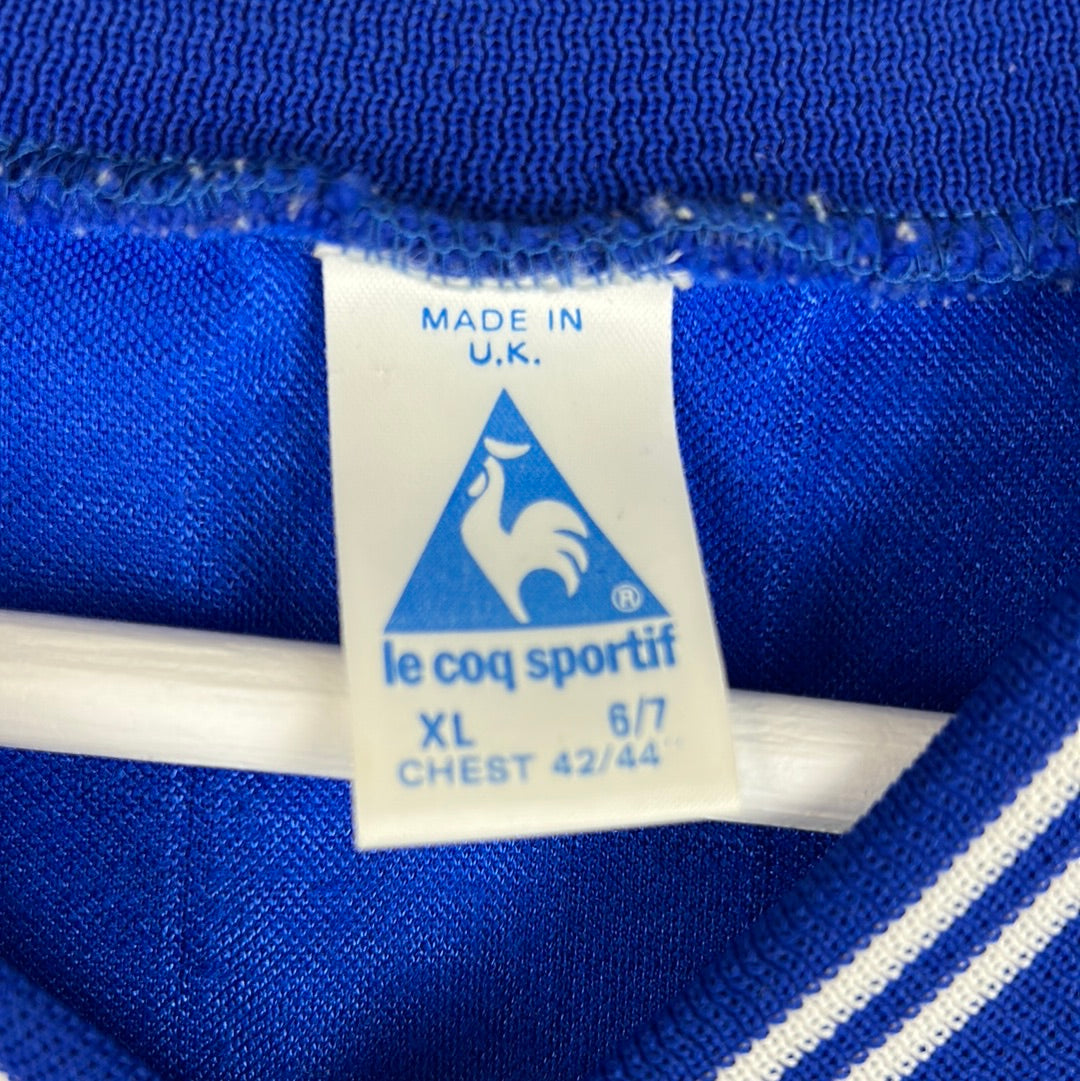 MADE IN
U.K.
®
le coq sportif
XL 6/7
CHEST 42/44"